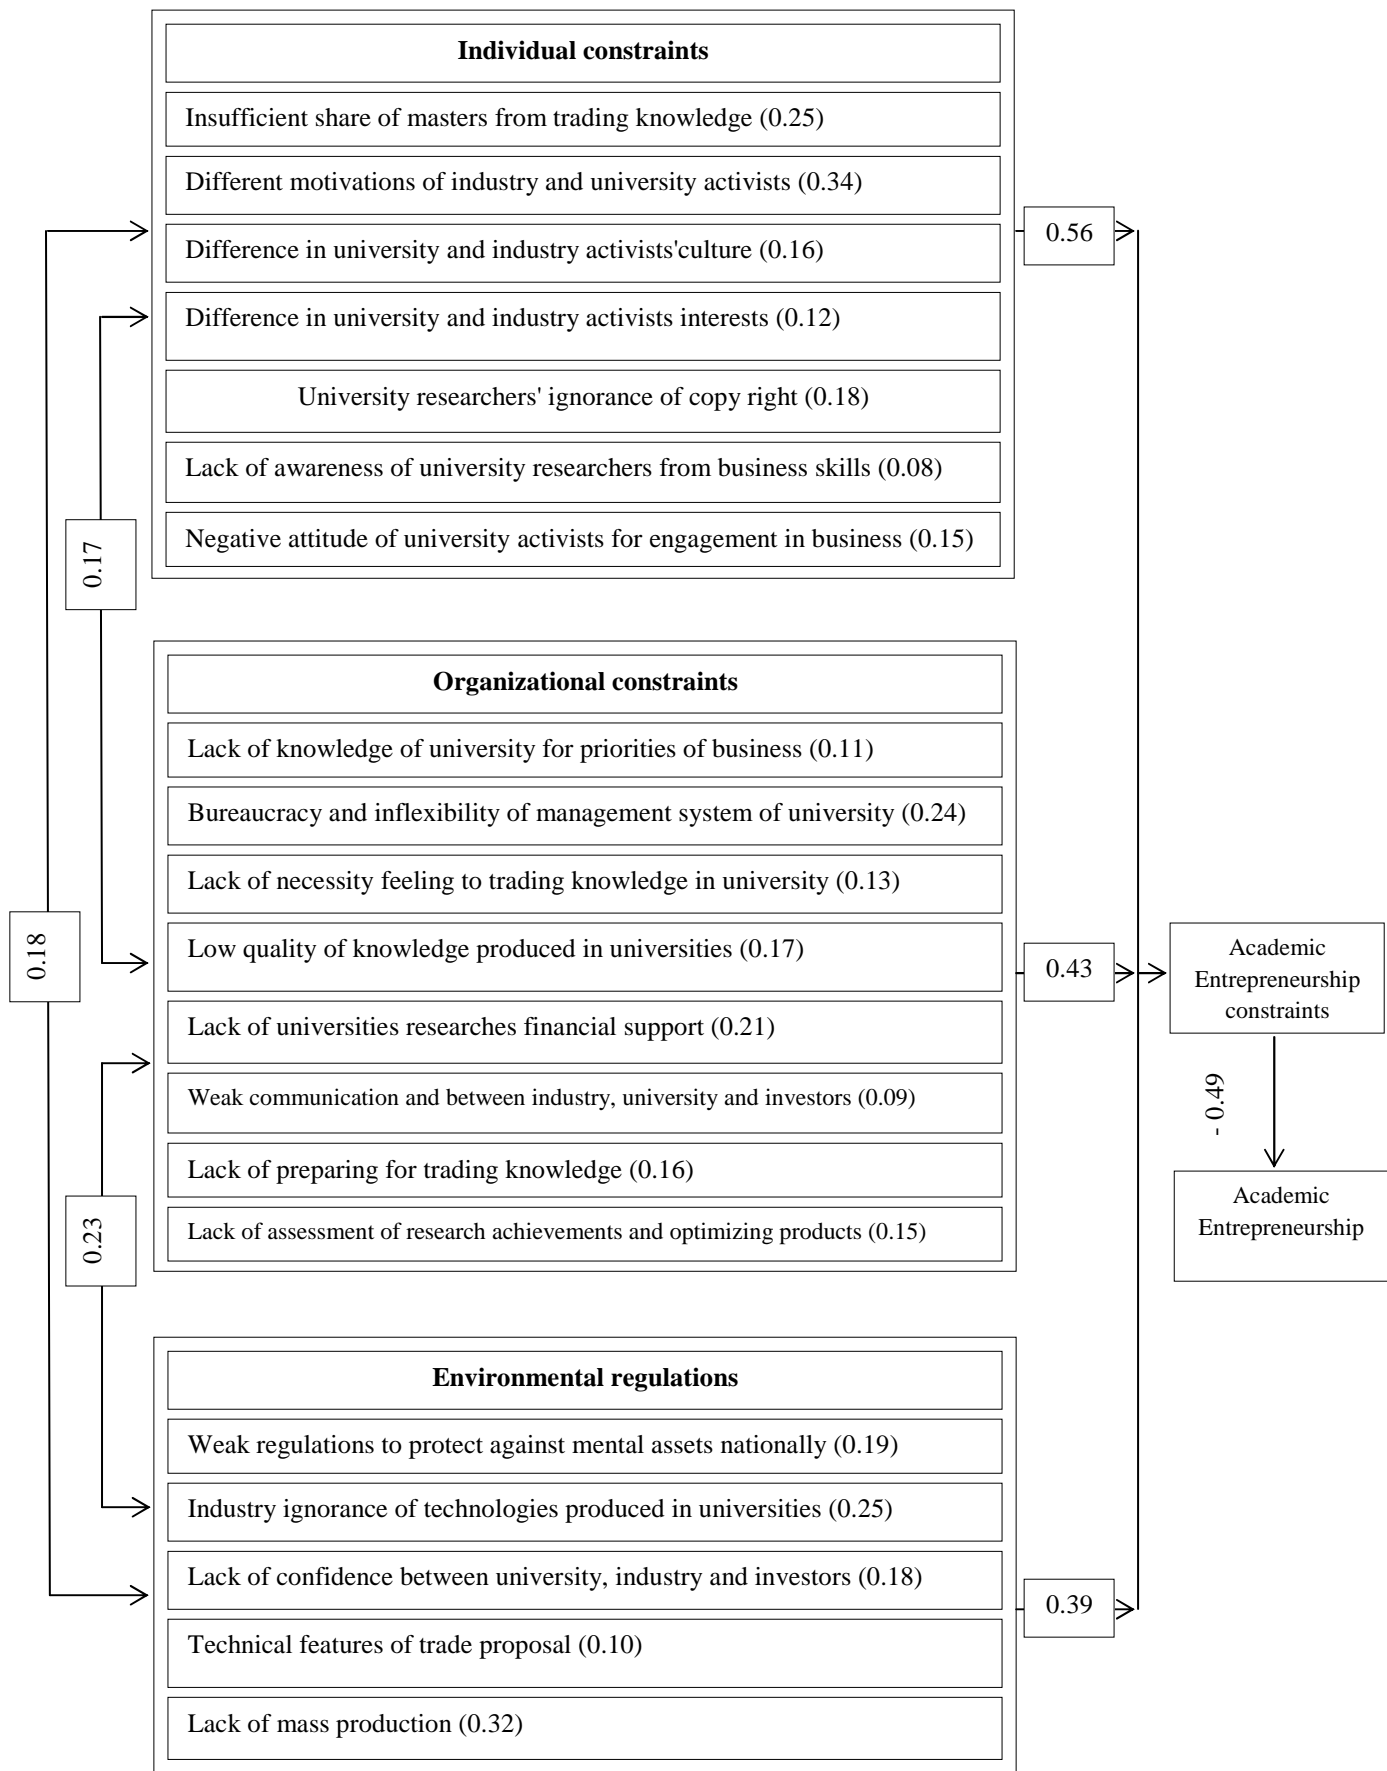 Individual constraints
Insufficient share of masters from trading knowledge (0.25)
Different motivations of industry and university activists (0.34)
Difference in university and industry activists'culture (0.16)
Difference in university and industry activists interests (0.12)
University researchers' ignorance of copy right (0.18)
Lack of awareness of university researchers from business skills (0.08)
Negative attitude of university activists for engagement in business (0.15)
0.56
0.17
Organizational constraints
Lack of knowledge of university for priorities of business (0.11)
Bureaucracy and inflexibility of management system of university (0.24)
Lack of necessity feeling to trading knowledge in university (0.13)
Low quality of knowledge produced in universities (0.17)
Lack of universities researches financial support (0.21)
Weak communication and between industry, university and investors (0.09)
Lack of preparing for trading knowledge (0.16)
Lack of assessment of research achievements and optimizing products (0.15)
0.43
0.18
0.23
Academic
Entrepreneurship
constraints
- 0.49
Academic
Entrepreneurship
Environmental regulations
Weak regulations to protect against mental assets nationally (0.19)
Industry ignorance of technologies produced in universities (0.25)
Lack of confidence between university, industry and investors (0.18)
Technical features of trade proposal (0.10)
Lack of mass production (0.32)
0.39